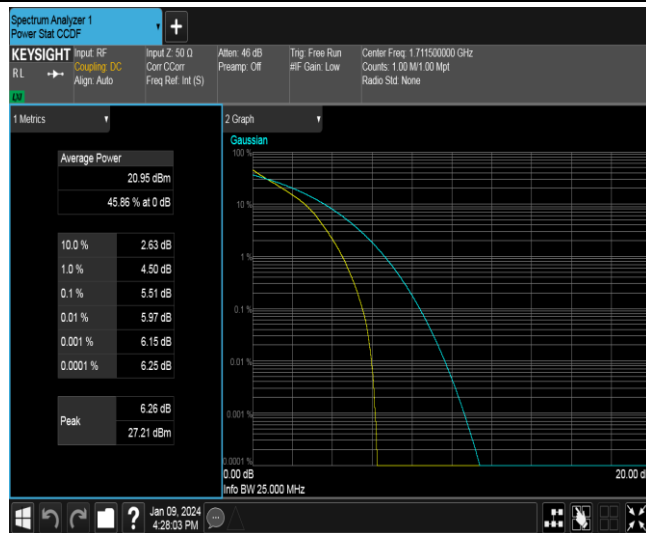 Spectrum Analyzer 1
Power Stat CCDF
+
KEYSIGHT
RL
LXI
Input: RF
Coupling: DC
Align: Auto
Input Z: 50 Ω
Corr CCorr
Freq Ref: Int (S)
Atten: 46 dB
Preamp: Off
Trig: Free Run
#IF Gain: Low
Center Freq: 1.711500000 GHz
Counts: 1.00 M/1.00 Mpt
Radio Std: None
1 Metrics
Average Power
20.95 dBm
45.86 % at 0 dB
10.0 % 2.63 dB
1.0 % 4.50 dB
0.1 % 5.51 dB
0.01 % 5.97 dB
0.001 % 6.15 dB
0.0001 % 6.25 dB
Peak
6.26 dB
27.21 dBm
2 Graph
Gaussian
100 %
10 %
1 %
0.1 %
0.01 %
0.001 %
0.0001 %
0.00 dB 20.00 d
Info BW 25.000 MHz
?
Jan 09, 2024
4:28:03 PM